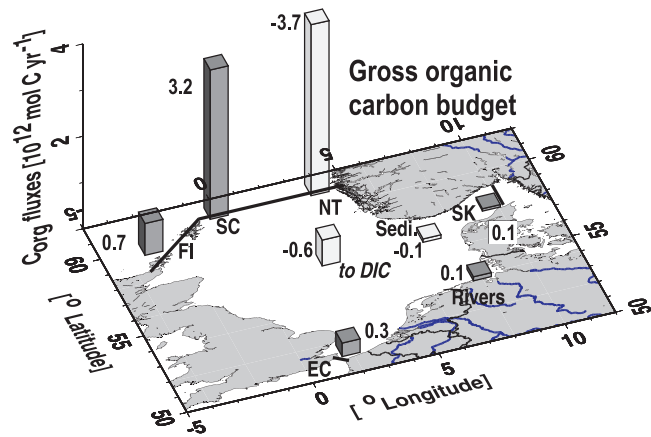 -3.7
4
3.2
Gross organic
carbon budget
2
Corg fluxes [10¹² mol C yr⁻¹]
10
5
60
0
-5
NT
SK
SC
Sedi.
0.7
FI
-0.6
-0.1
0.1
60
to DIC
0.1
Rivers
55
55
[° Latitude]
0.3
EC
50
50
-5
0
5
10
[° Longitude]